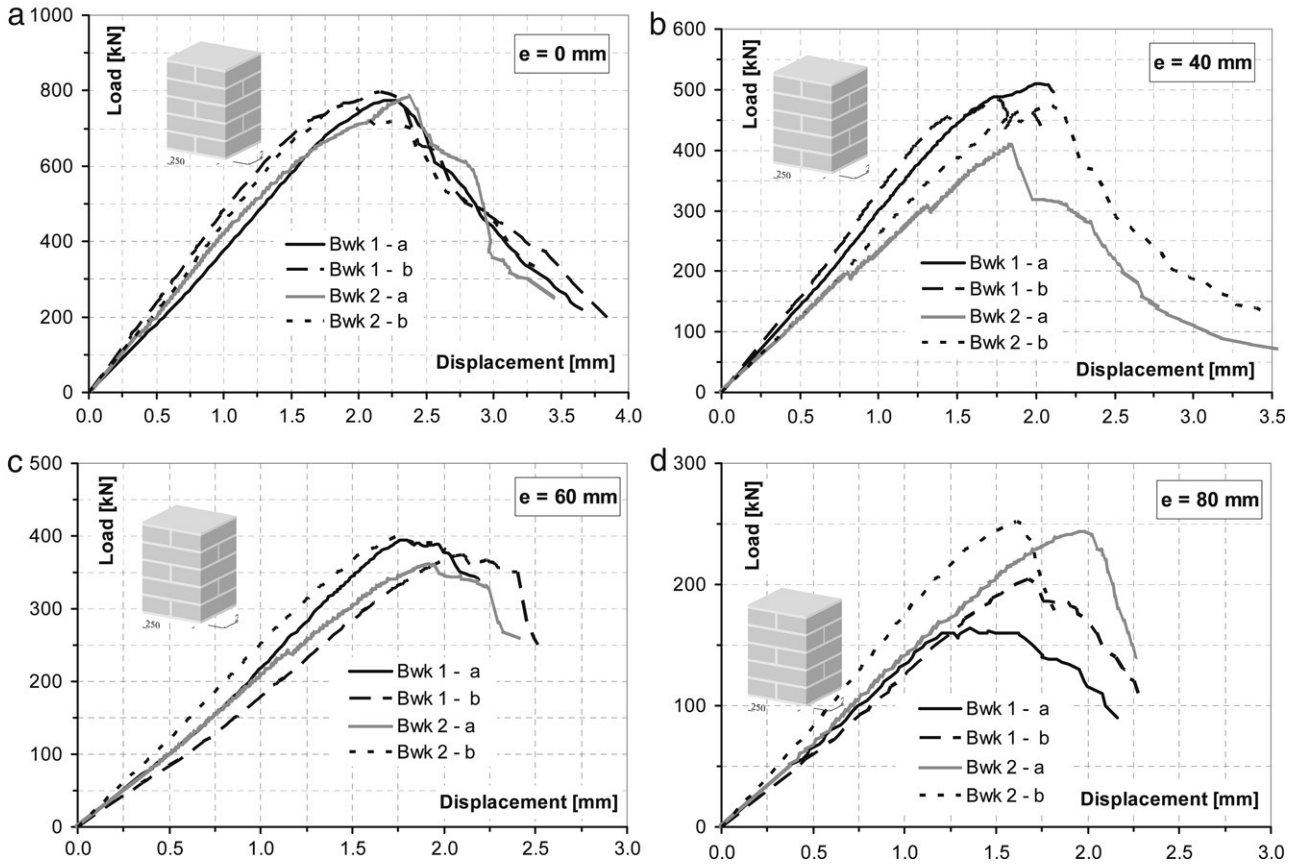 a
Load [kN]
1000
800
600
400
200
0
e = 0 mm
250
Bwk 1 - a
Bwk 1 - b
Bwk 2 - a
Bwk 2 - b
Displacement [mm]
0.0 0.5 1.0 1.5 2.0 2.5 3.0 3.5 4.0
b
Load [kN]
600
500
400
300
200
100
0
e = 40 mm
250
Bwk 1 - a
Bwk 1 - b
Bwk 2 - a
Bwk 2 - b
Displacement [mm]
0.0 0.5 1.0 1.5 2.0 2.5 3.0 3.5
c
Load [kN]
500
400
300
200
100
0
e = 60 mm
250
Bwk 1 - a
Bwk 1 - b
Bwk 2 - a
Bwk 2 - b
Displacement [mm]
0.0 0.5 1.0 1.5 2.0 2.5 3.0
d
Load [kN]
300
200
100
0
e = 80 mm
250
Bwk 1 - a
Bwk 1 - b
Bwk 2 - a
Bwk 2 - b
Displacement [mm]
0.0 0.5 1.0 1.5 2.0 2.5 3.0